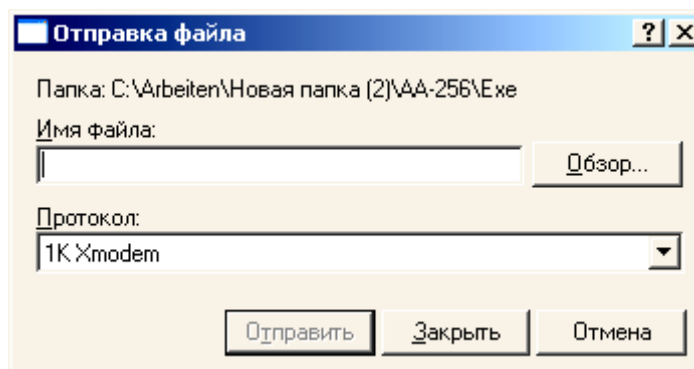 Отправка файла
Папка: C:\Arbeiten\Новая папка (2)\AA-256\Exe
Имя файла:
Обзор...
Протокол:
1K Xmodem
Отправить Закрыть Отмена